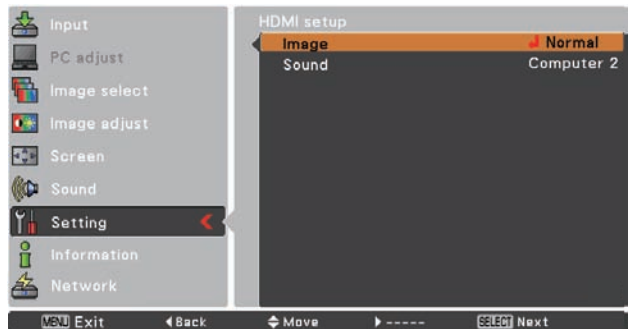 Input
PC adjust
Image select
Image adjust
Screen
Sound
Setting
Information
Network
HDMI setup
Image Normal
Sound Computer 2
MENU Exit Back Move ----- SELECT Next